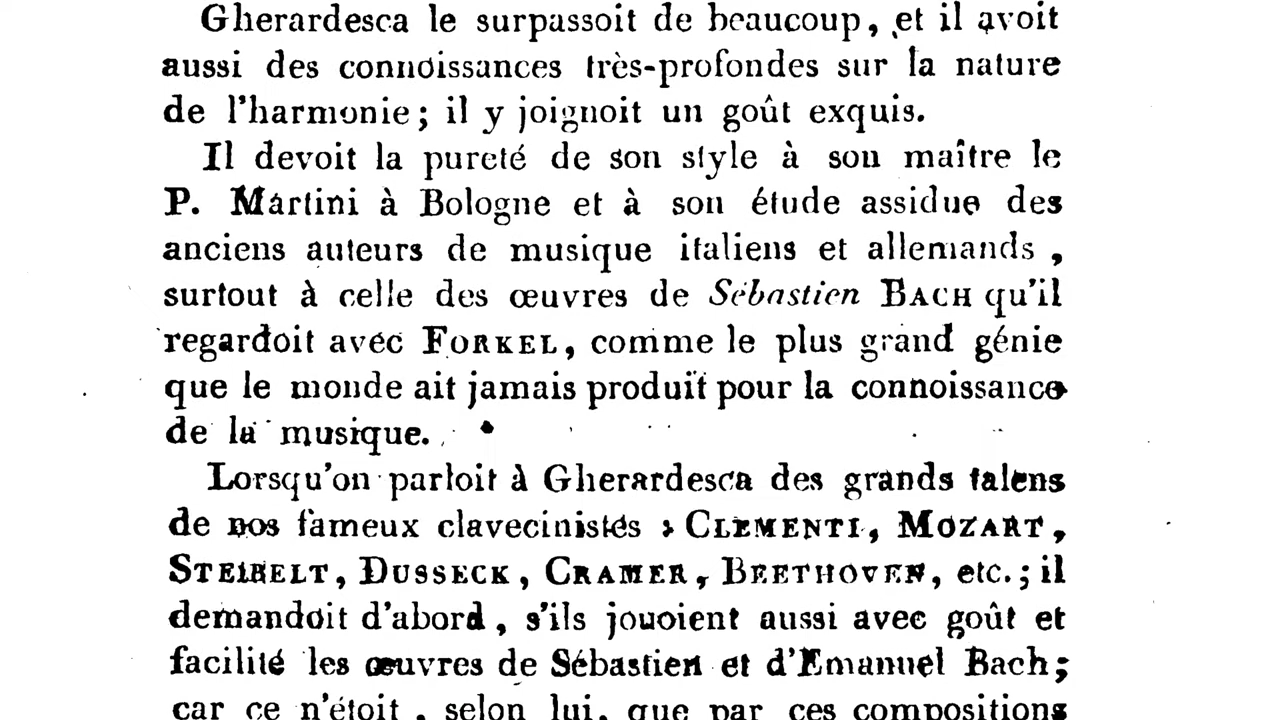 Gherardesca le surpassoit de beaucoup, et il avoit
aussi des connoissances très-profondes sur la nature
de l'harmonie; il y joignoit un goût exquis.
Il devoit la pureté de son style à son maître le
P. Martini à Bologne et à son étude assidue des
anciens auteurs de musique italiens et allemands,
surtout à celle des œuvres de Sébastien BACH qu'il
regardoit avec FORKEL, comme le plus grand génie
que le monde ait jamais produit pour la connoissance
de la musique.
Lorsqu'on parloit à Gherardesca des grands talens
de nos fameux clavecinistes, CLEMENTI, MOZART,
STEIBELT, DUSSECK, CRAMER, BEETHOVEN, etc.; il
demandoit d'abord, s'ils jouoient aussi avec goût et
facilité les œuvres de Sébastien et d'Emanuel Bach;
car ce n'étoit, selon lui, que par ces compositions